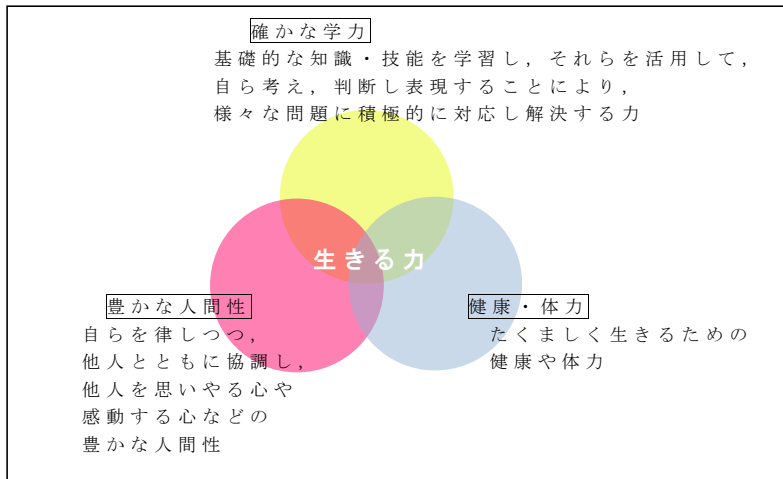 確かな学力
基礎的な知識・技能を学習し，それらを活用して，
自ら考え，判断し表現することにより，
様々な問題に積極的に対応し解決する力
生きる力
豊かな人間性
自らを律しつつ，
他人とともに協調し，
他人を思いやる心や
感動する心などの
豊かな人間性
健康・体力
たくましく生きるための
健康や体力